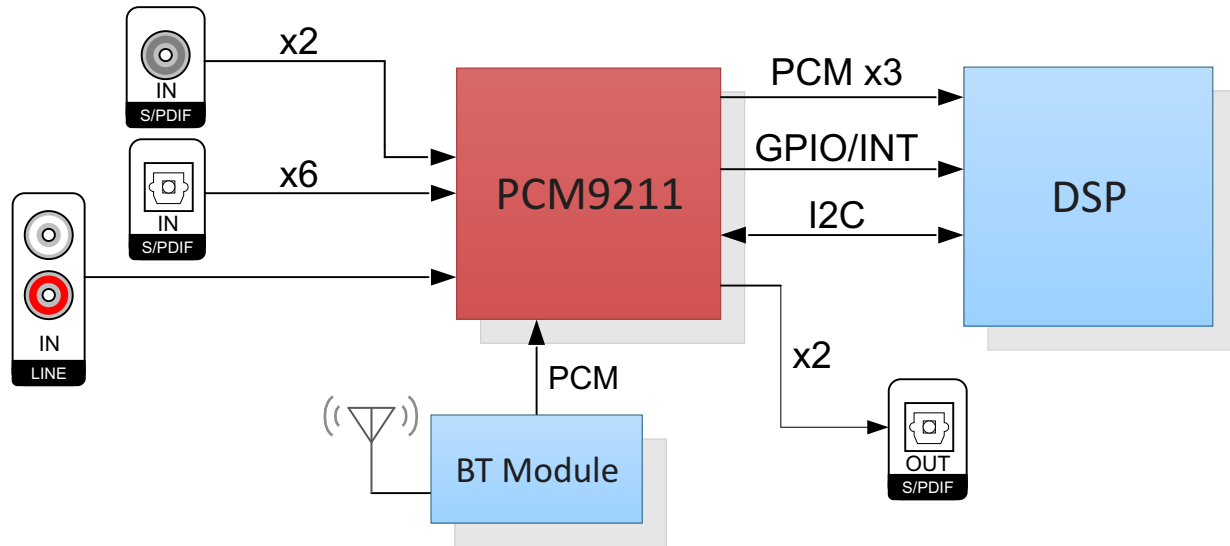 x2
IN
S/PDIF
x6
IN
S/PDIF
IN
LINE
PCM9211
PCM x3
GPIO/INT
I2C
DSP
x2
PCM
BT Module
OUT
S/PDIF